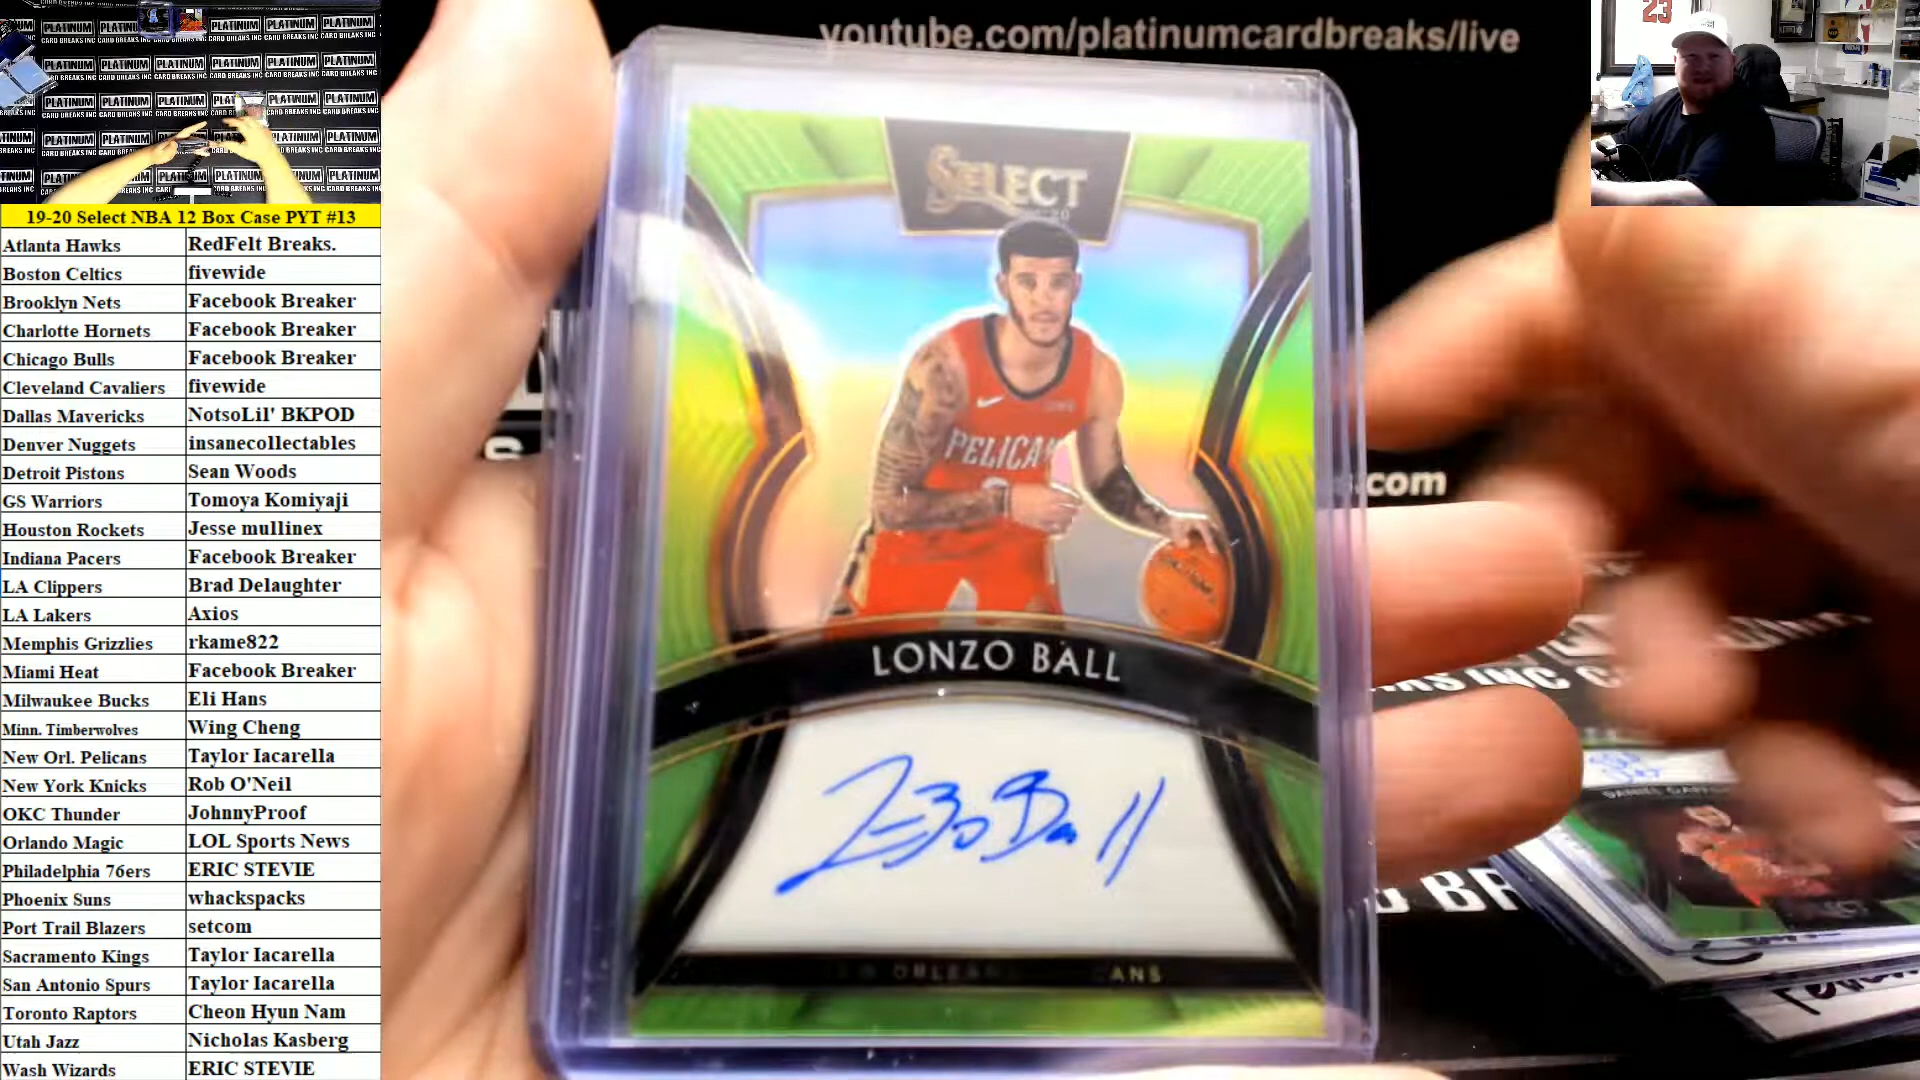 youtube.com/platinumcardbreaks/live
23
PLATINUM
CARD BREAKS INC
19-20 Select NBA 12 Box Case PYT #13
Atlanta Hawks RedFelt Breaks.
Boston Celtics fivewide
Brooklyn Nets Facebook Breaker
Charlotte Hornets Facebook Breaker
Chicago Bulls Facebook Breaker
Cleveland Cavaliers fivewide
Dallas Mavericks NotsoLil' BKPOD
Denver Nuggets insanecollectables
Detroit Pistons Sean Woods
GS Warriors Tomoya Komiyaji
Houston Rockets Jesse mullinex
Indiana Pacers Facebook Breaker
LA Clippers Brad Delaughter
LA Lakers Axios
Memphis Grizzlies rkame822
Miami Heat Facebook Breaker
Milwaukee Bucks Eli Hans
Minn. Timberwolves Wing Cheng
New Orl. Pelicans Taylor Iacarella
New York Knicks Rob O'Neil
OKC Thunder JohnnyProof
Orlando Magic LOL Sports News
Philadelphia 76ers ERIC STEVIE
Phoenix Suns whackspacks
Port Trail Blazers setcom
Sacramento Kings Taylor Iacarella
San Antonio Spurs Taylor Iacarella
Toronto Raptors Cheon Hyun Nam
Utah Jazz Nicholas Kasberg
Wash Wizards ERIC STEVIE
SELECT
PELICA
LONZO BALL
.com
INC